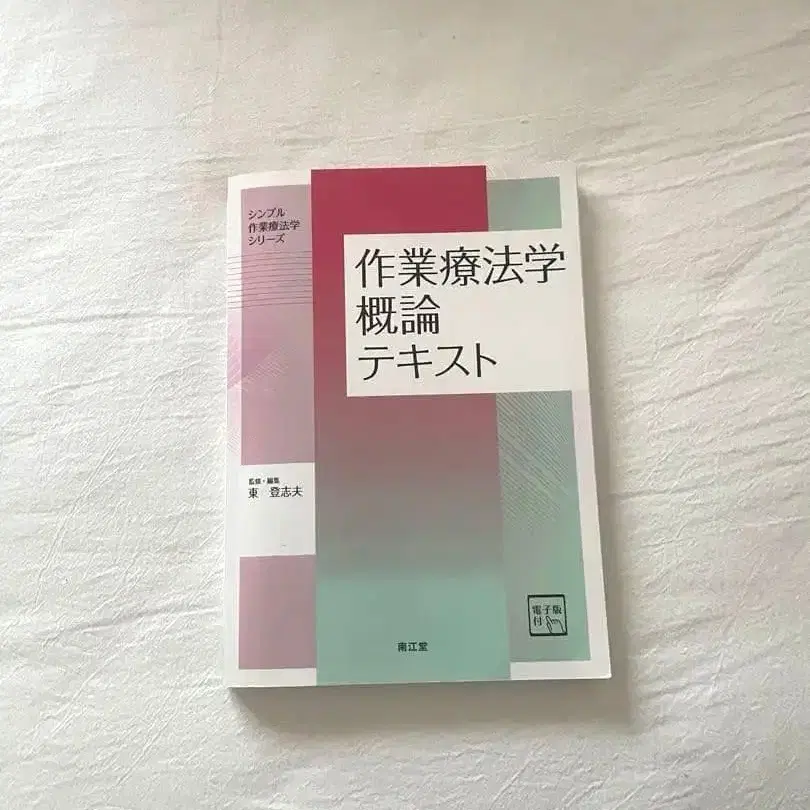 シンプル
作業療法学
シリーズ
作業療法学
概論
テキスト
監修・編集
東 登志夫
電子版
付
南江堂